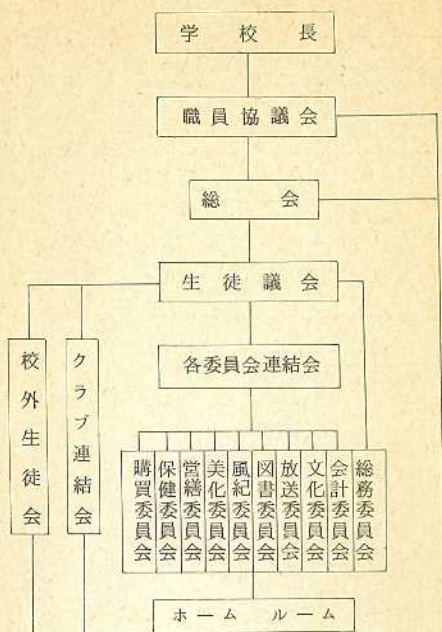 学校長
職員協議会
総会
生徒議会
各委員会連結会
校外生徒会
クラブ連結会
購買委員会
保健委員会
営繕委員会
美化委員会
風紀委員会
図書委員会
放送委員会
文化委員会
会計委員会
総務委員会
ホーム ルーム